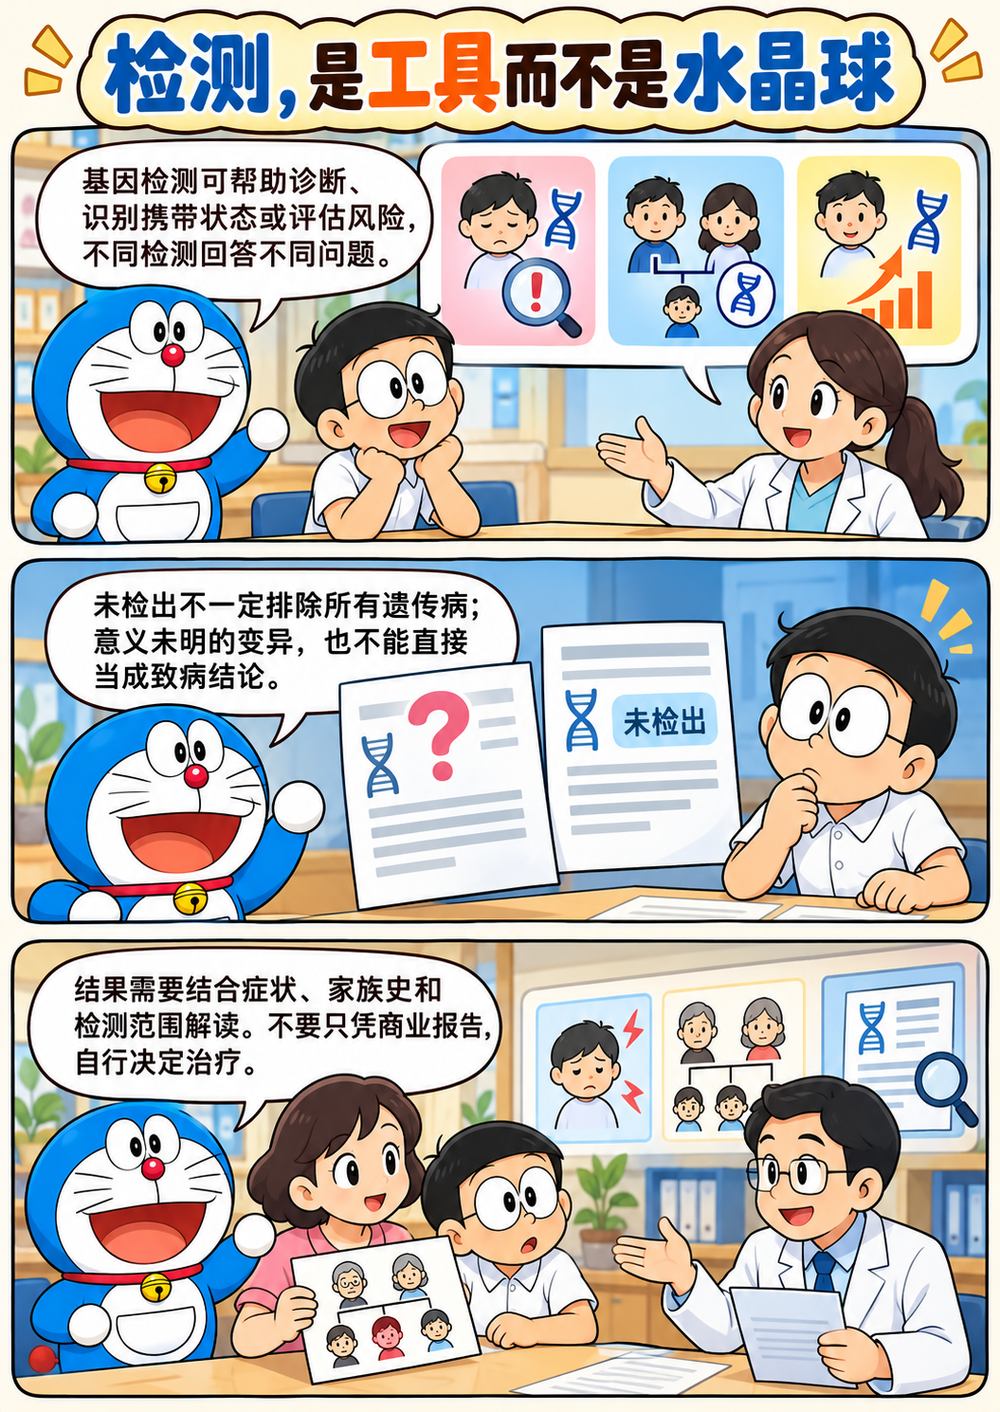 检测，是工具而不是水晶球
基因检测可帮助诊断、
识别携带状态或评估风险，
不同检测回答不同问题。
未检出不一定排除所有遗传病；
意义未明的变异，也不能直接
当成致病结论。
?
未检出
结果需要结合症状、家族史和
检测范围解读。不要只凭商业报告，
自行决定治疗。